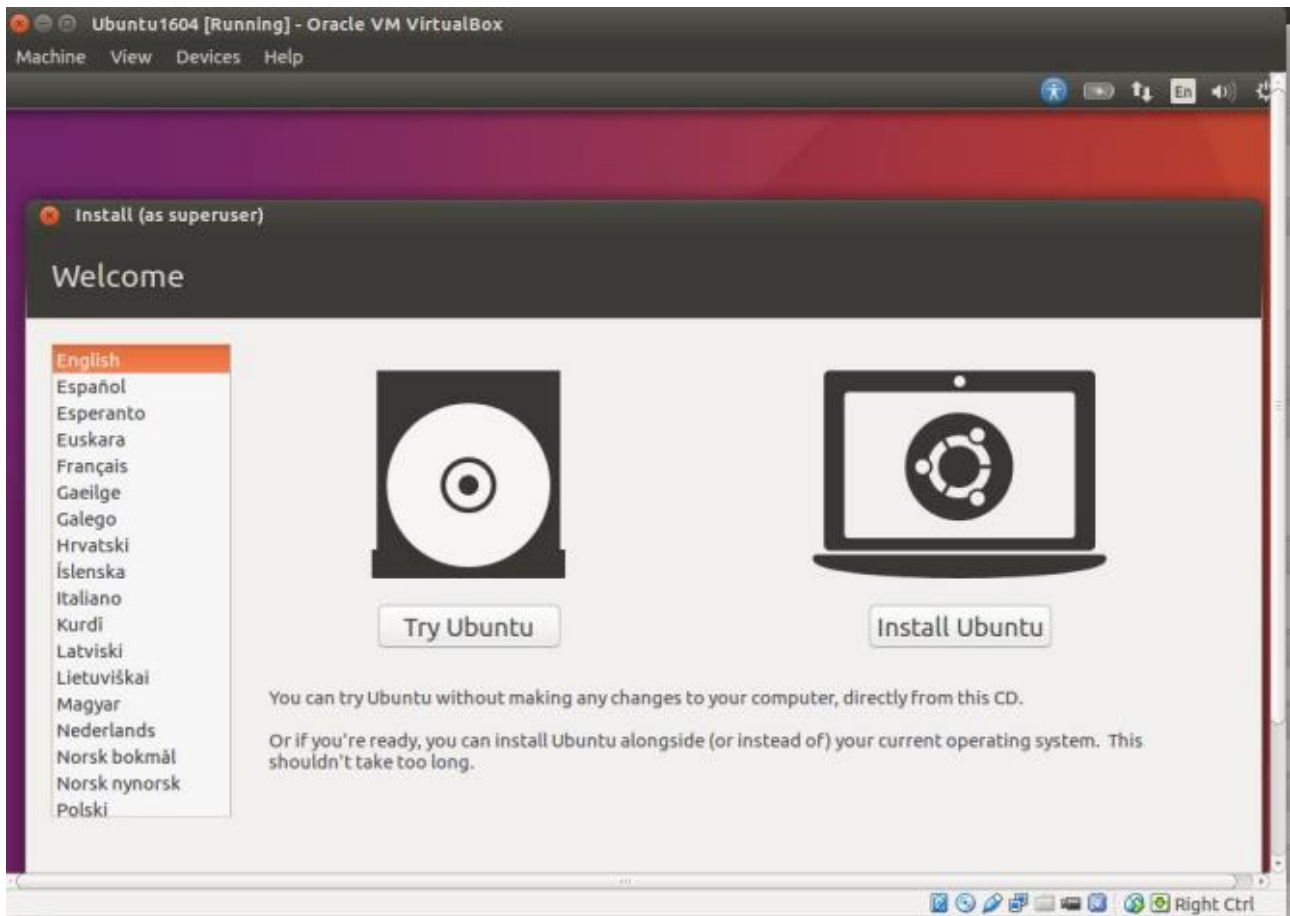 Ubuntu1604 [Running] - Oracle VM VirtualBox
Machine View Devices Help
En
Install (as superuser)
Welcome
English
Español
Esperanto
Euskara
Français
Gaeilge
Galego
Hrvatski
Íslenska
Italiano
Kurdî
Latviski
Lietuviškai
Magyar
Nederlands
Norsk bokmål
Norsk nynorsk
Polski
Try Ubuntu
Install Ubuntu
You can try Ubuntu without making any changes to your computer, directly from this CD.
Or if you're ready, you can install Ubuntu alongside (or instead of) your current operating system. This
shouldn't take too long.
Right Ctrl